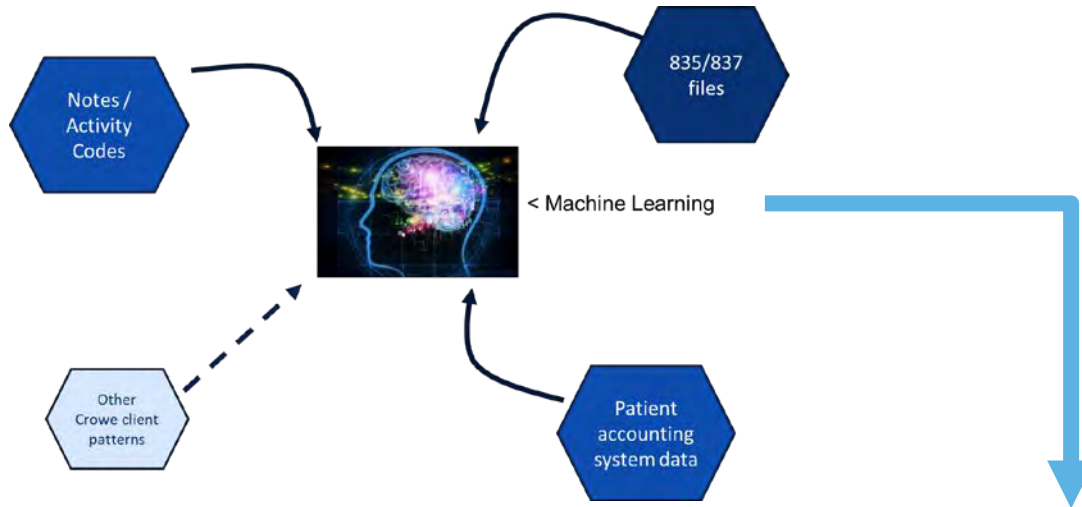 Notes /
Activity
Codes
835/837
files
< Machine Learning
Other
Crowe client
patterns
Patient
accounting
system data